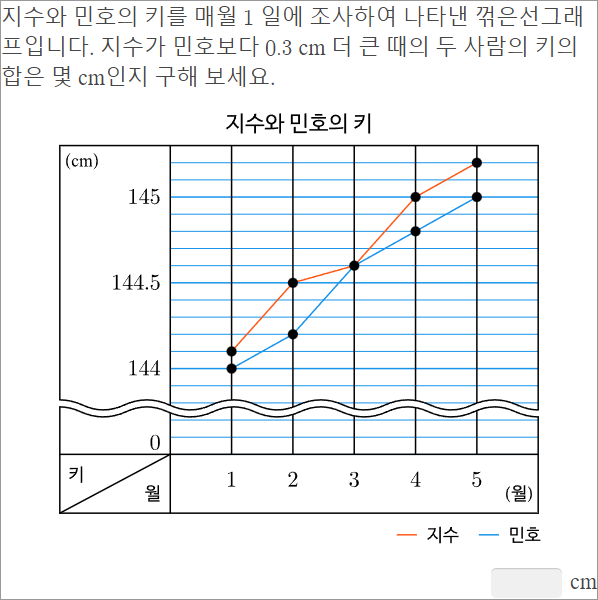 지수와 민호의 키를 매월 1 일에 조사하여 나타낸 꺾은선그래
프입니다. 지수가 민호보다 0.3 cm 더 큰 때의 두 사람의 키의
합은 몇 cm인지 구해 보세요.
지수와 민호의 키
(cm)
145
144.5
144
0
키
월
1 2 3 4 5
(월)
지수 민호
cm